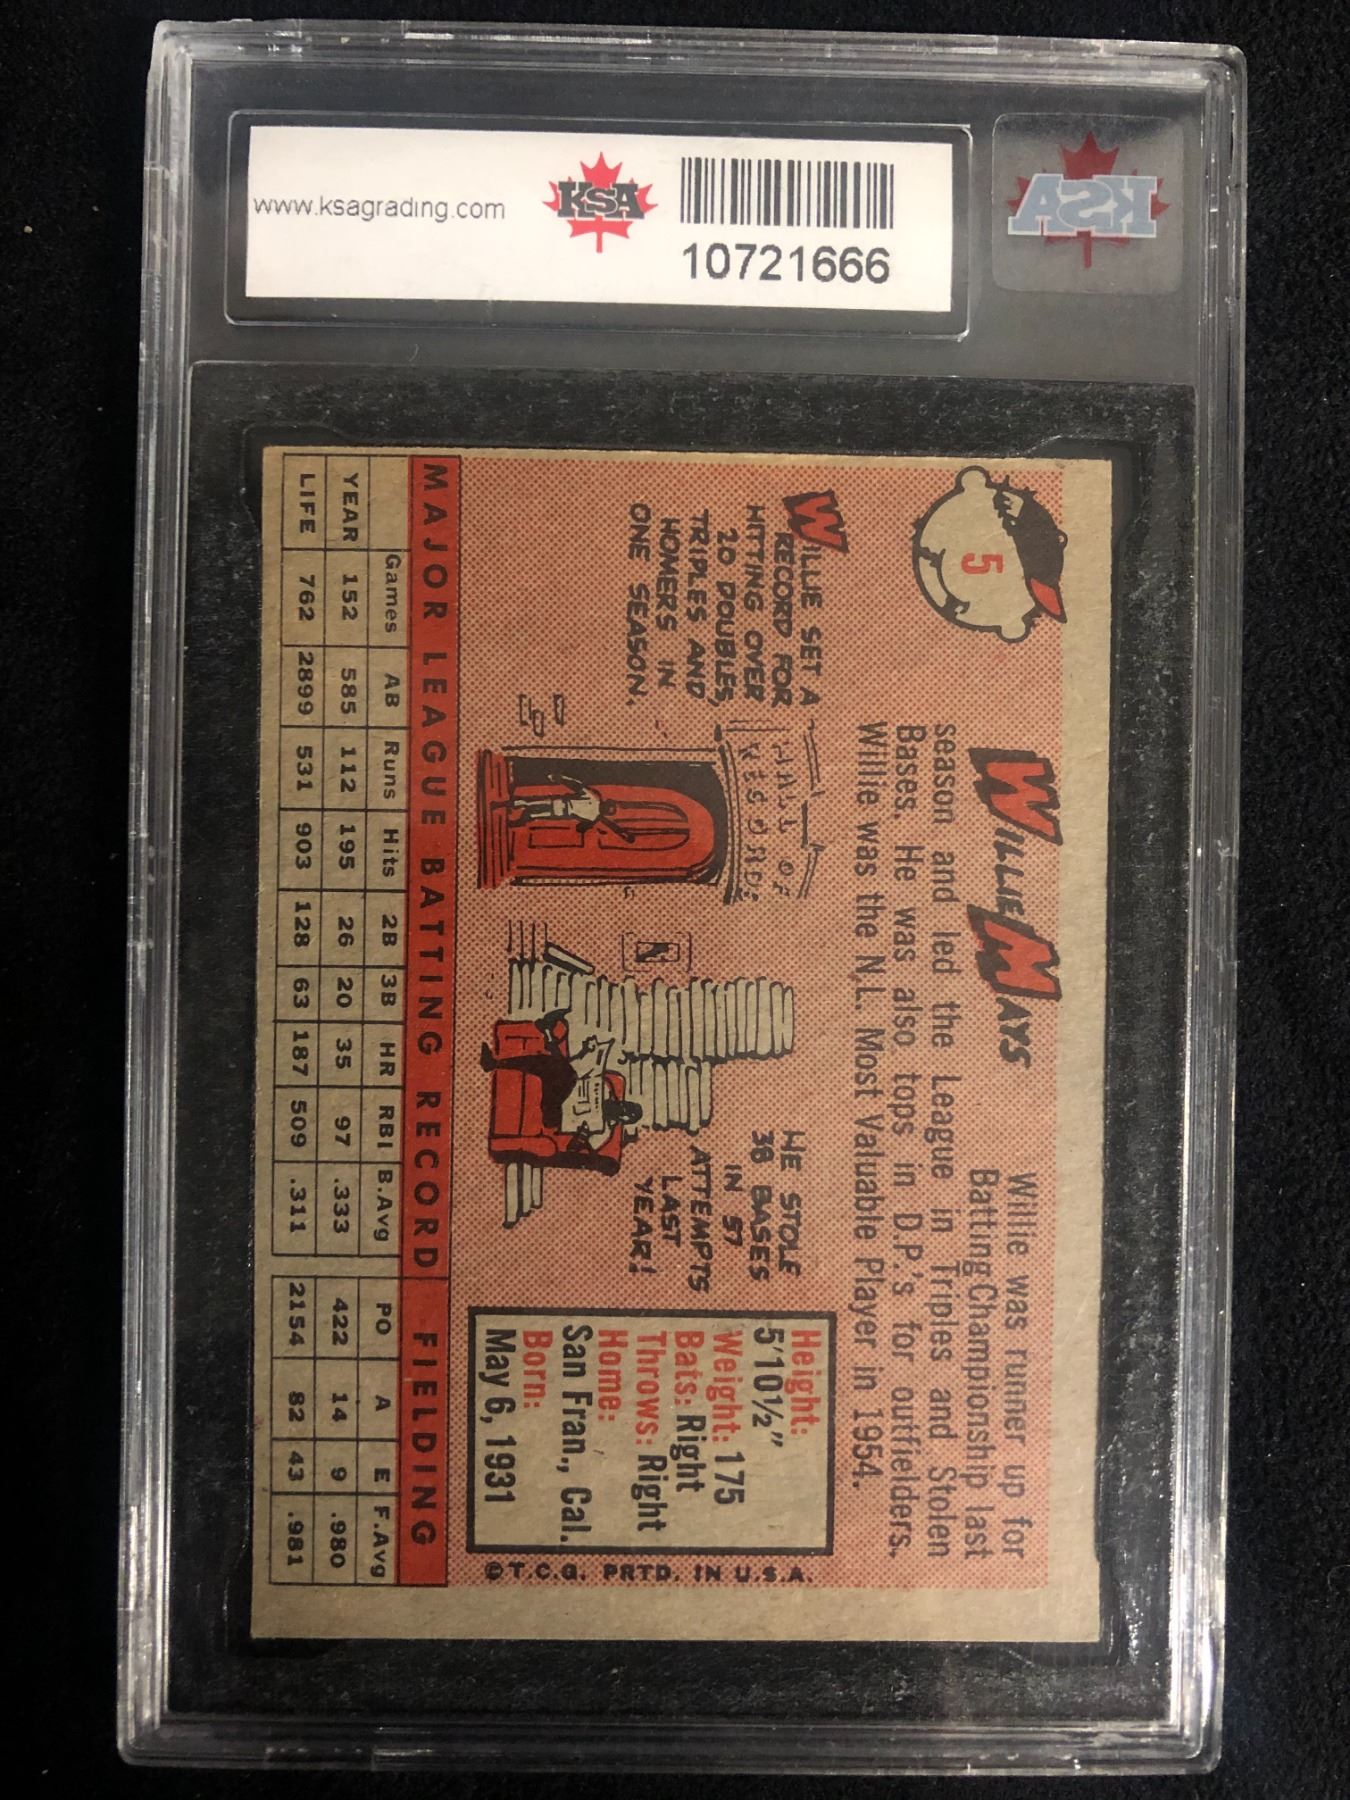 www.ksagrading.com
KSA
10721666
KSA
5
WILLIE MAYS
Willie was runner up for
Batting Championship last
season and led the League in Triples and Stolen
Bases. He was also tops in D.P.'s for outfielders.
Willie was the N.L. Most Valuable Player in 1954.
WILLIE SET A
RECORD FOR
HITTING OVER
20 DOUBLES,
TRIPLES AND
HOMERS IN
ONE SEASON.
HALL OF
RECORDS
HE STOLE
38 BASES
IN 57
ATTEMPTS
LAST
YEAR!
Height:
5'10½"
Weight: 175
Bats: Right
Throws: Right
Home:
San Fran., Cal.
Born:
May 6, 1931
©T.C.G. PRTD. IN U.S.A.
MAJOR LEAGUE BATTING RECORD FIELDING
Games AB Runs Hits 2B 3B HR RBI B.Avg PO A E F.Avg
YEAR 152 585 112 195 26 20 35 97 .333 422 14 9 .980
LIFE 762 2899 531 903 128 63 187 509 .311 2154 82 43 .981